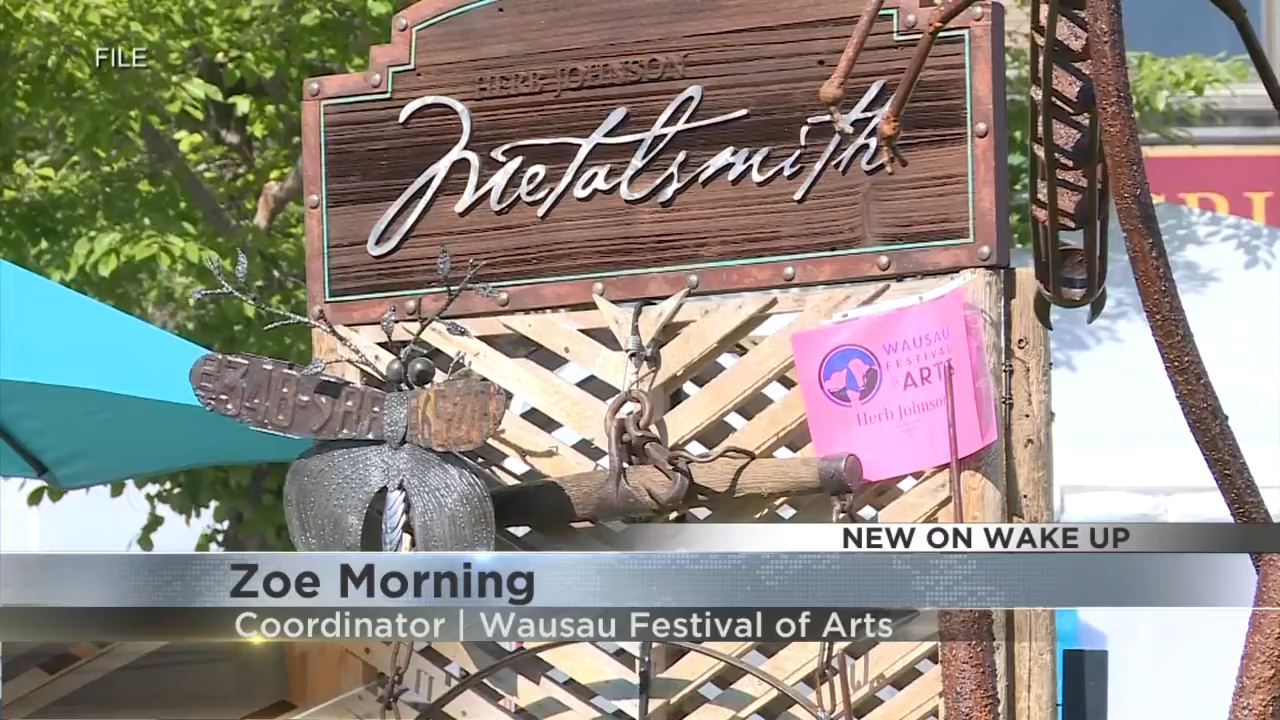 FILE
HERB JOHNSON
Metalsmith
WAUSAU
FESTIVAL
ARTS
Herb Johnson
NEW ON WAKE UP
Zoe Morning
Coordinator | Wausau Festival of Arts